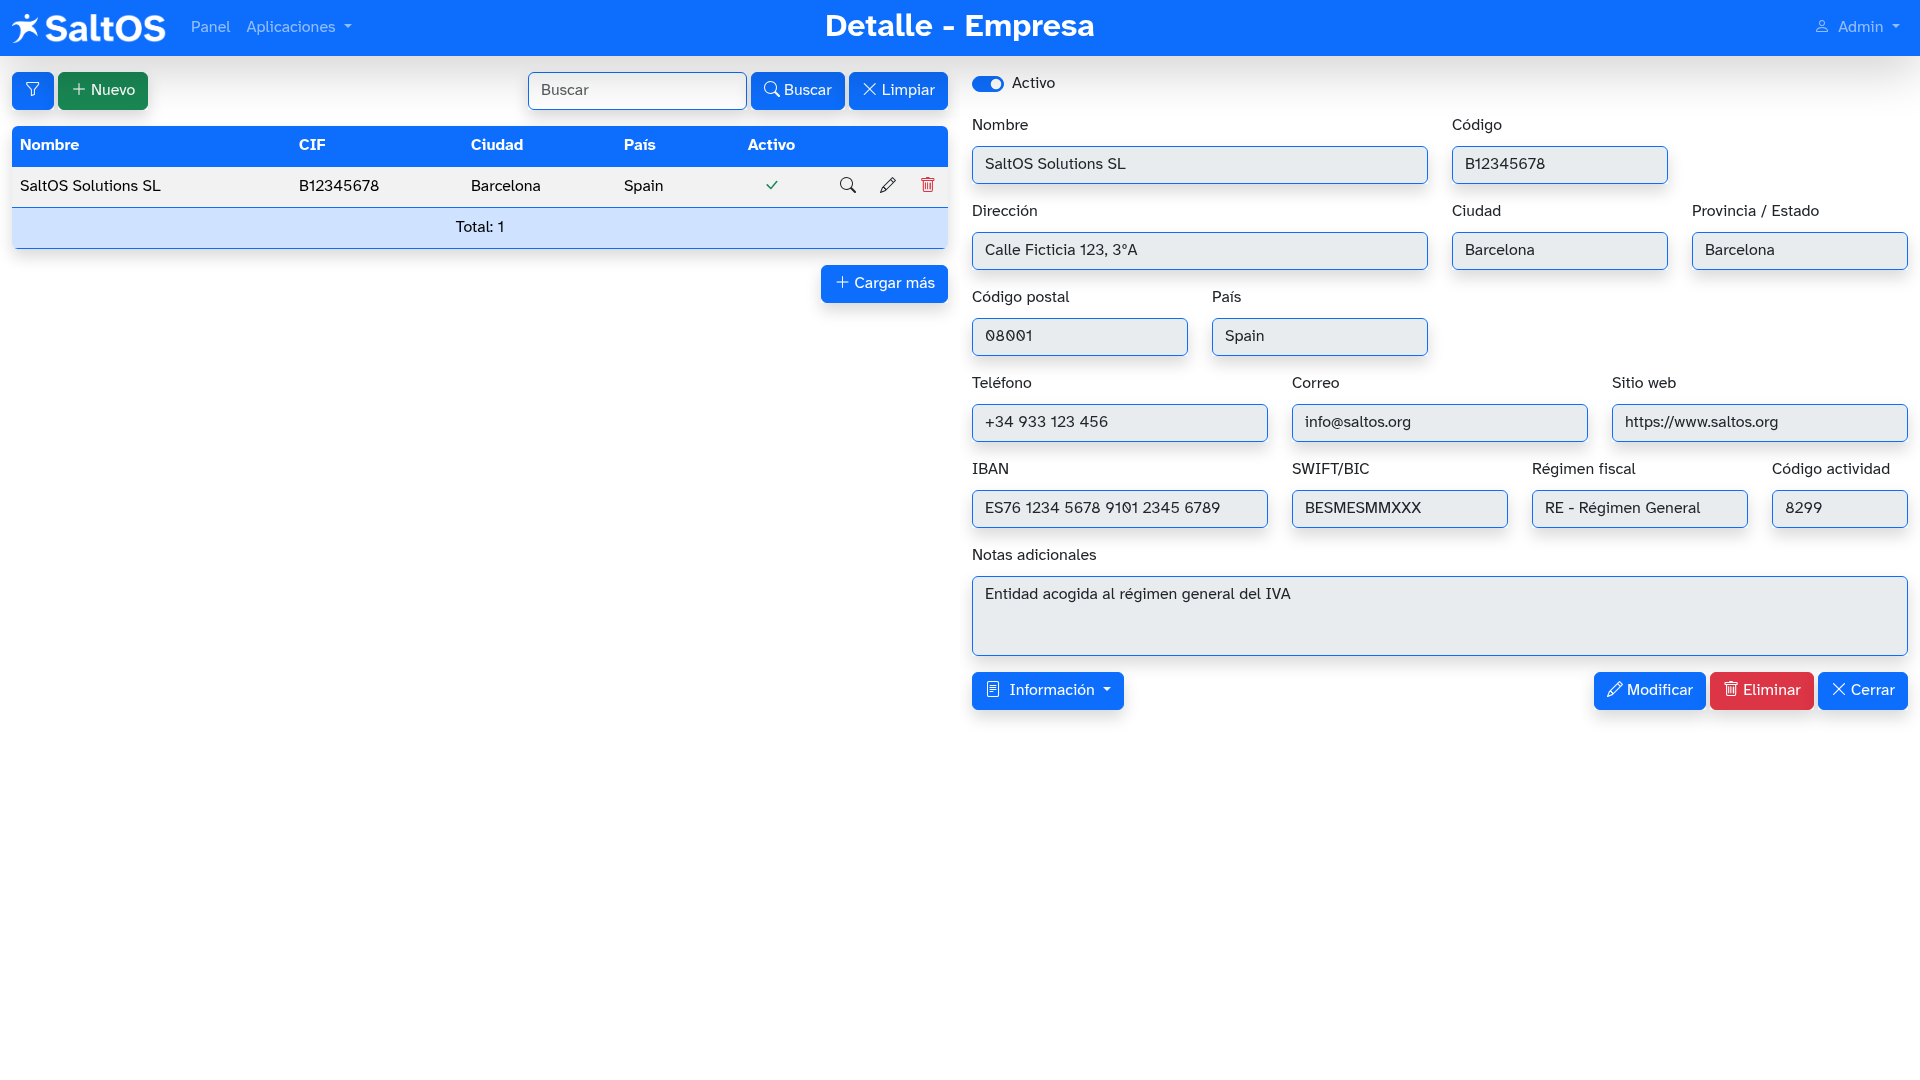 SaltOS Panel Aplicaciones Detalle - Empresa Admin
Nuevo Buscar Buscar Limpiar
Nombre CIF Ciudad País Activo
SaltOS Solutions SL B12345678 Barcelona Spain
Total: 1
Cargar más
Activo
Nombre Código
SaltOS Solutions SL B12345678
Dirección Ciudad Provincia / Estado
Calle Ficticia 123, 3ºA Barcelona Barcelona
Código postal País
08001 Spain
Teléfono Correo Sitio web
+34 933 123 456 info@saltos.org https://www.saltos.org
IBAN SWIFT/BIC Régimen fiscal Código actividad
ES76 1234 5678 9101 2345 6789 BESMESMMXXX RE - Régimen General 8299
Notas adicionales
Entidad acogida al régimen general del IVA
Información Modificar Eliminar Cerrar